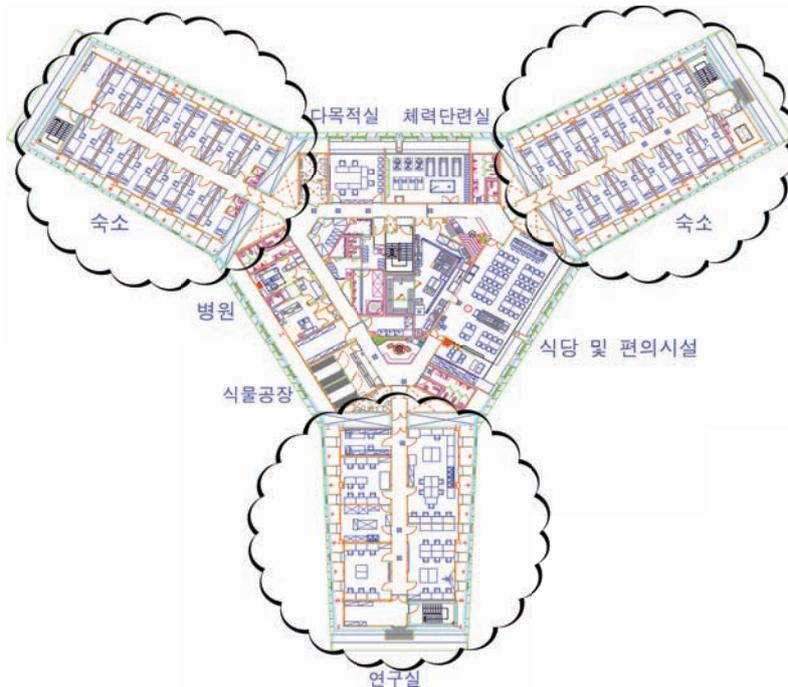 다목적실
체력단련실
숙소
숙소
병원
식당 및 편의시설
식물공장
연구실